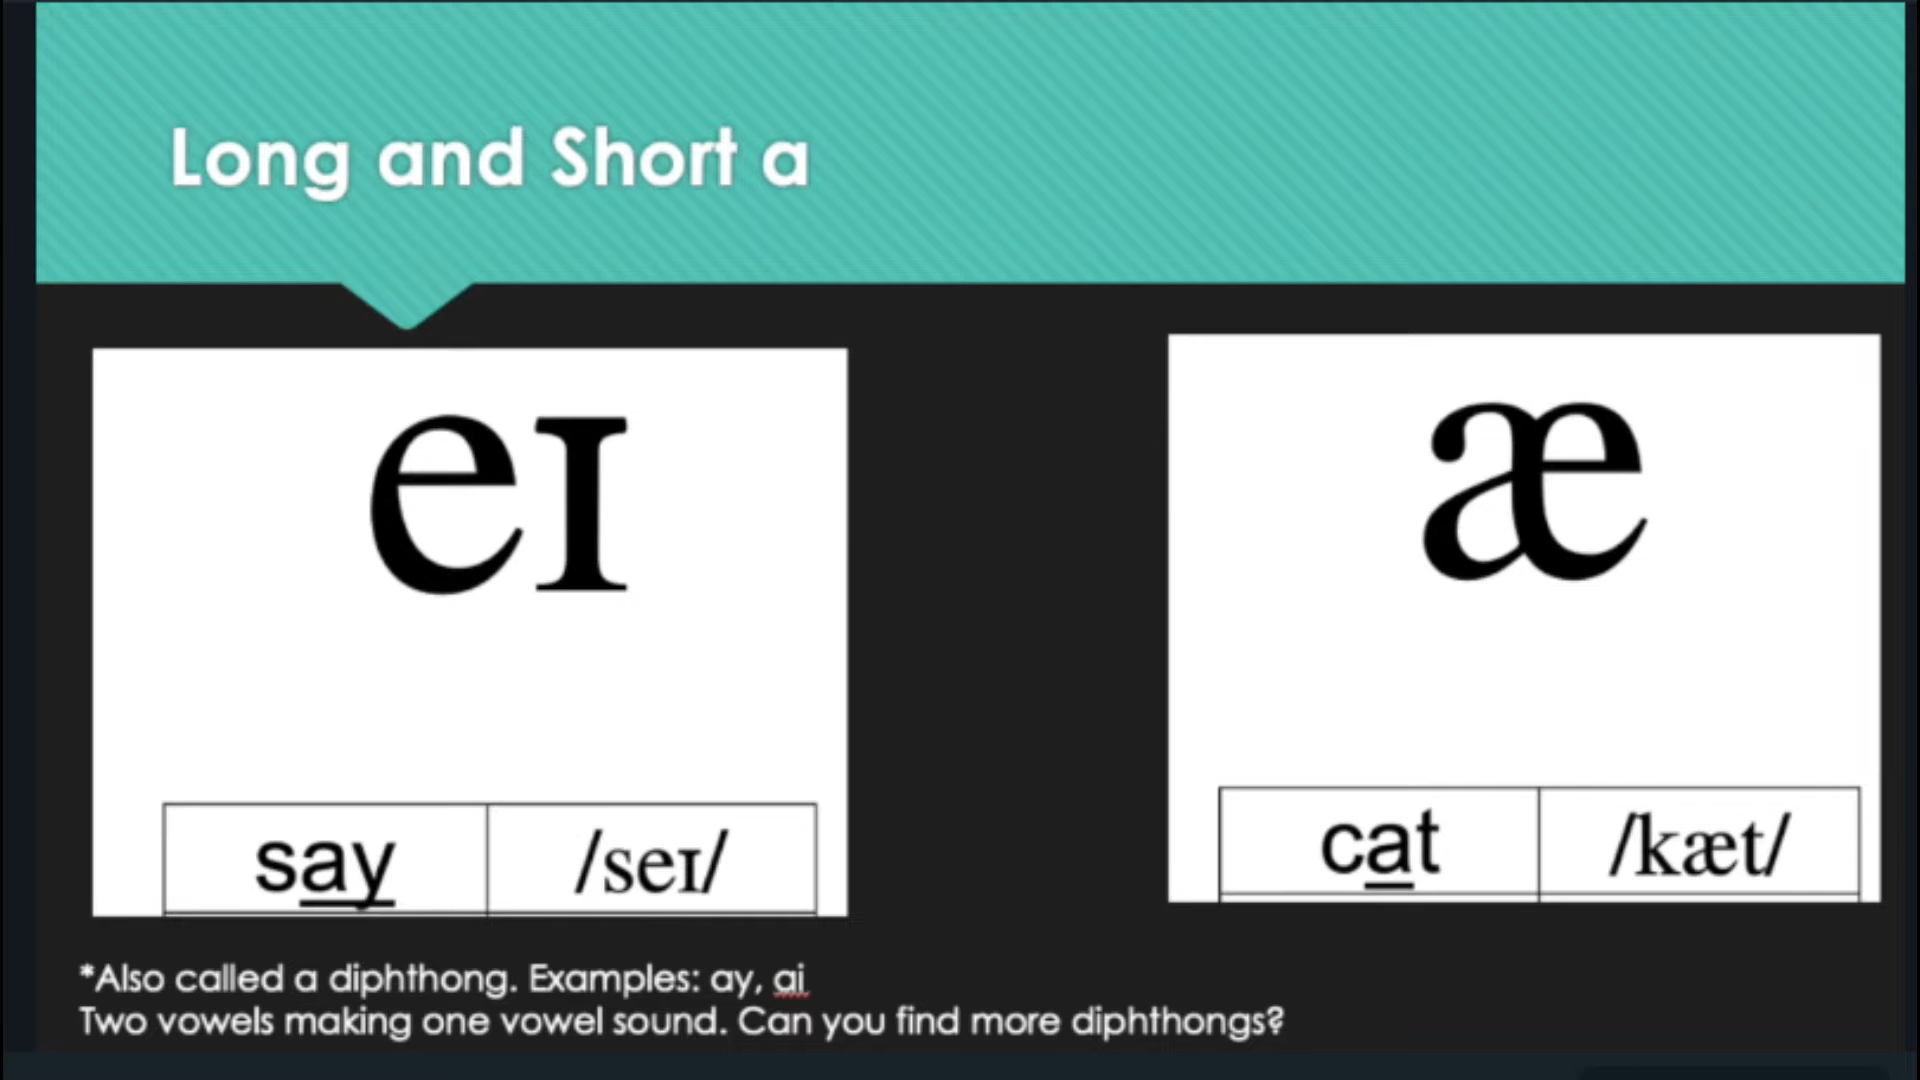 Long and Short a
eɪ
æ
say /seɪ/
cat /kæt/
*Also called a diphthong. Examples: ay, ai
Two vowels making one vowel sound. Can you find more diphthongs?